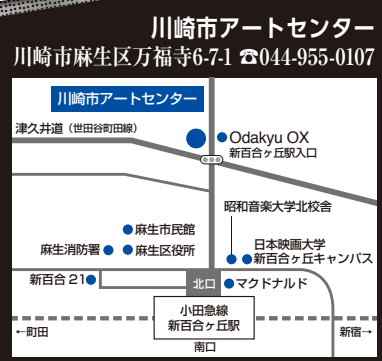 川崎市アートセンター
川崎市麻生区万福寺6-7-1 ☎044-955-0107
川崎市アートセンター
津久井道（世田谷町田線）
Odakyu OX
新百合ヶ丘駅入口
昭和音楽大学北校舎
麻生市民館
日本映画大学
新百合ヶ丘キャンパス
麻生消防署
麻生区役所
新百合21
北口
マクドナルド
小田急線
新百合ヶ丘駅
←町田
新宿→
南口